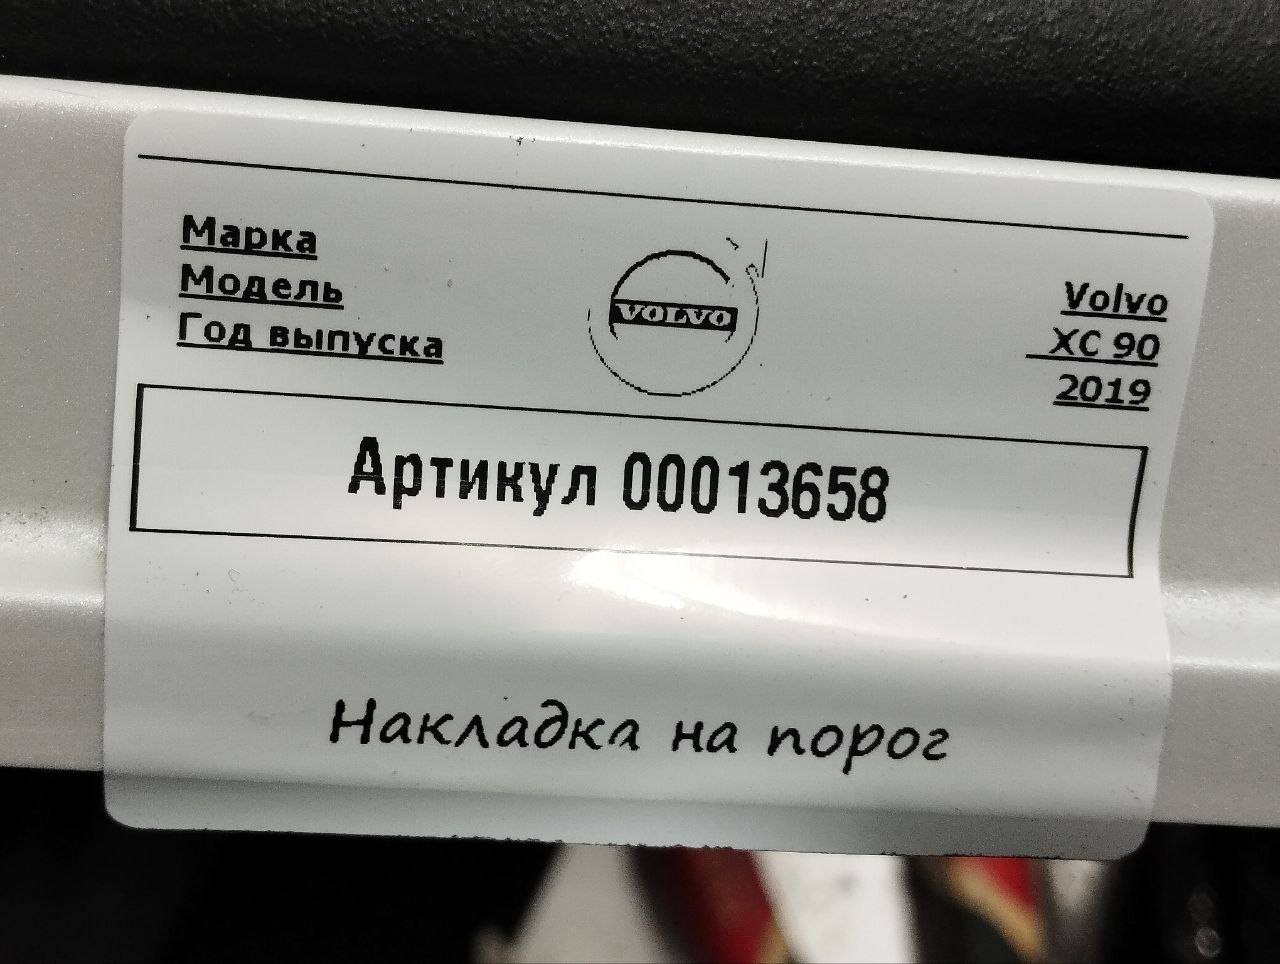 Марка Volvo
Модель XC 90
Год выпуска 2019
VOLVO
Артикул 00013658
Накладка на порог